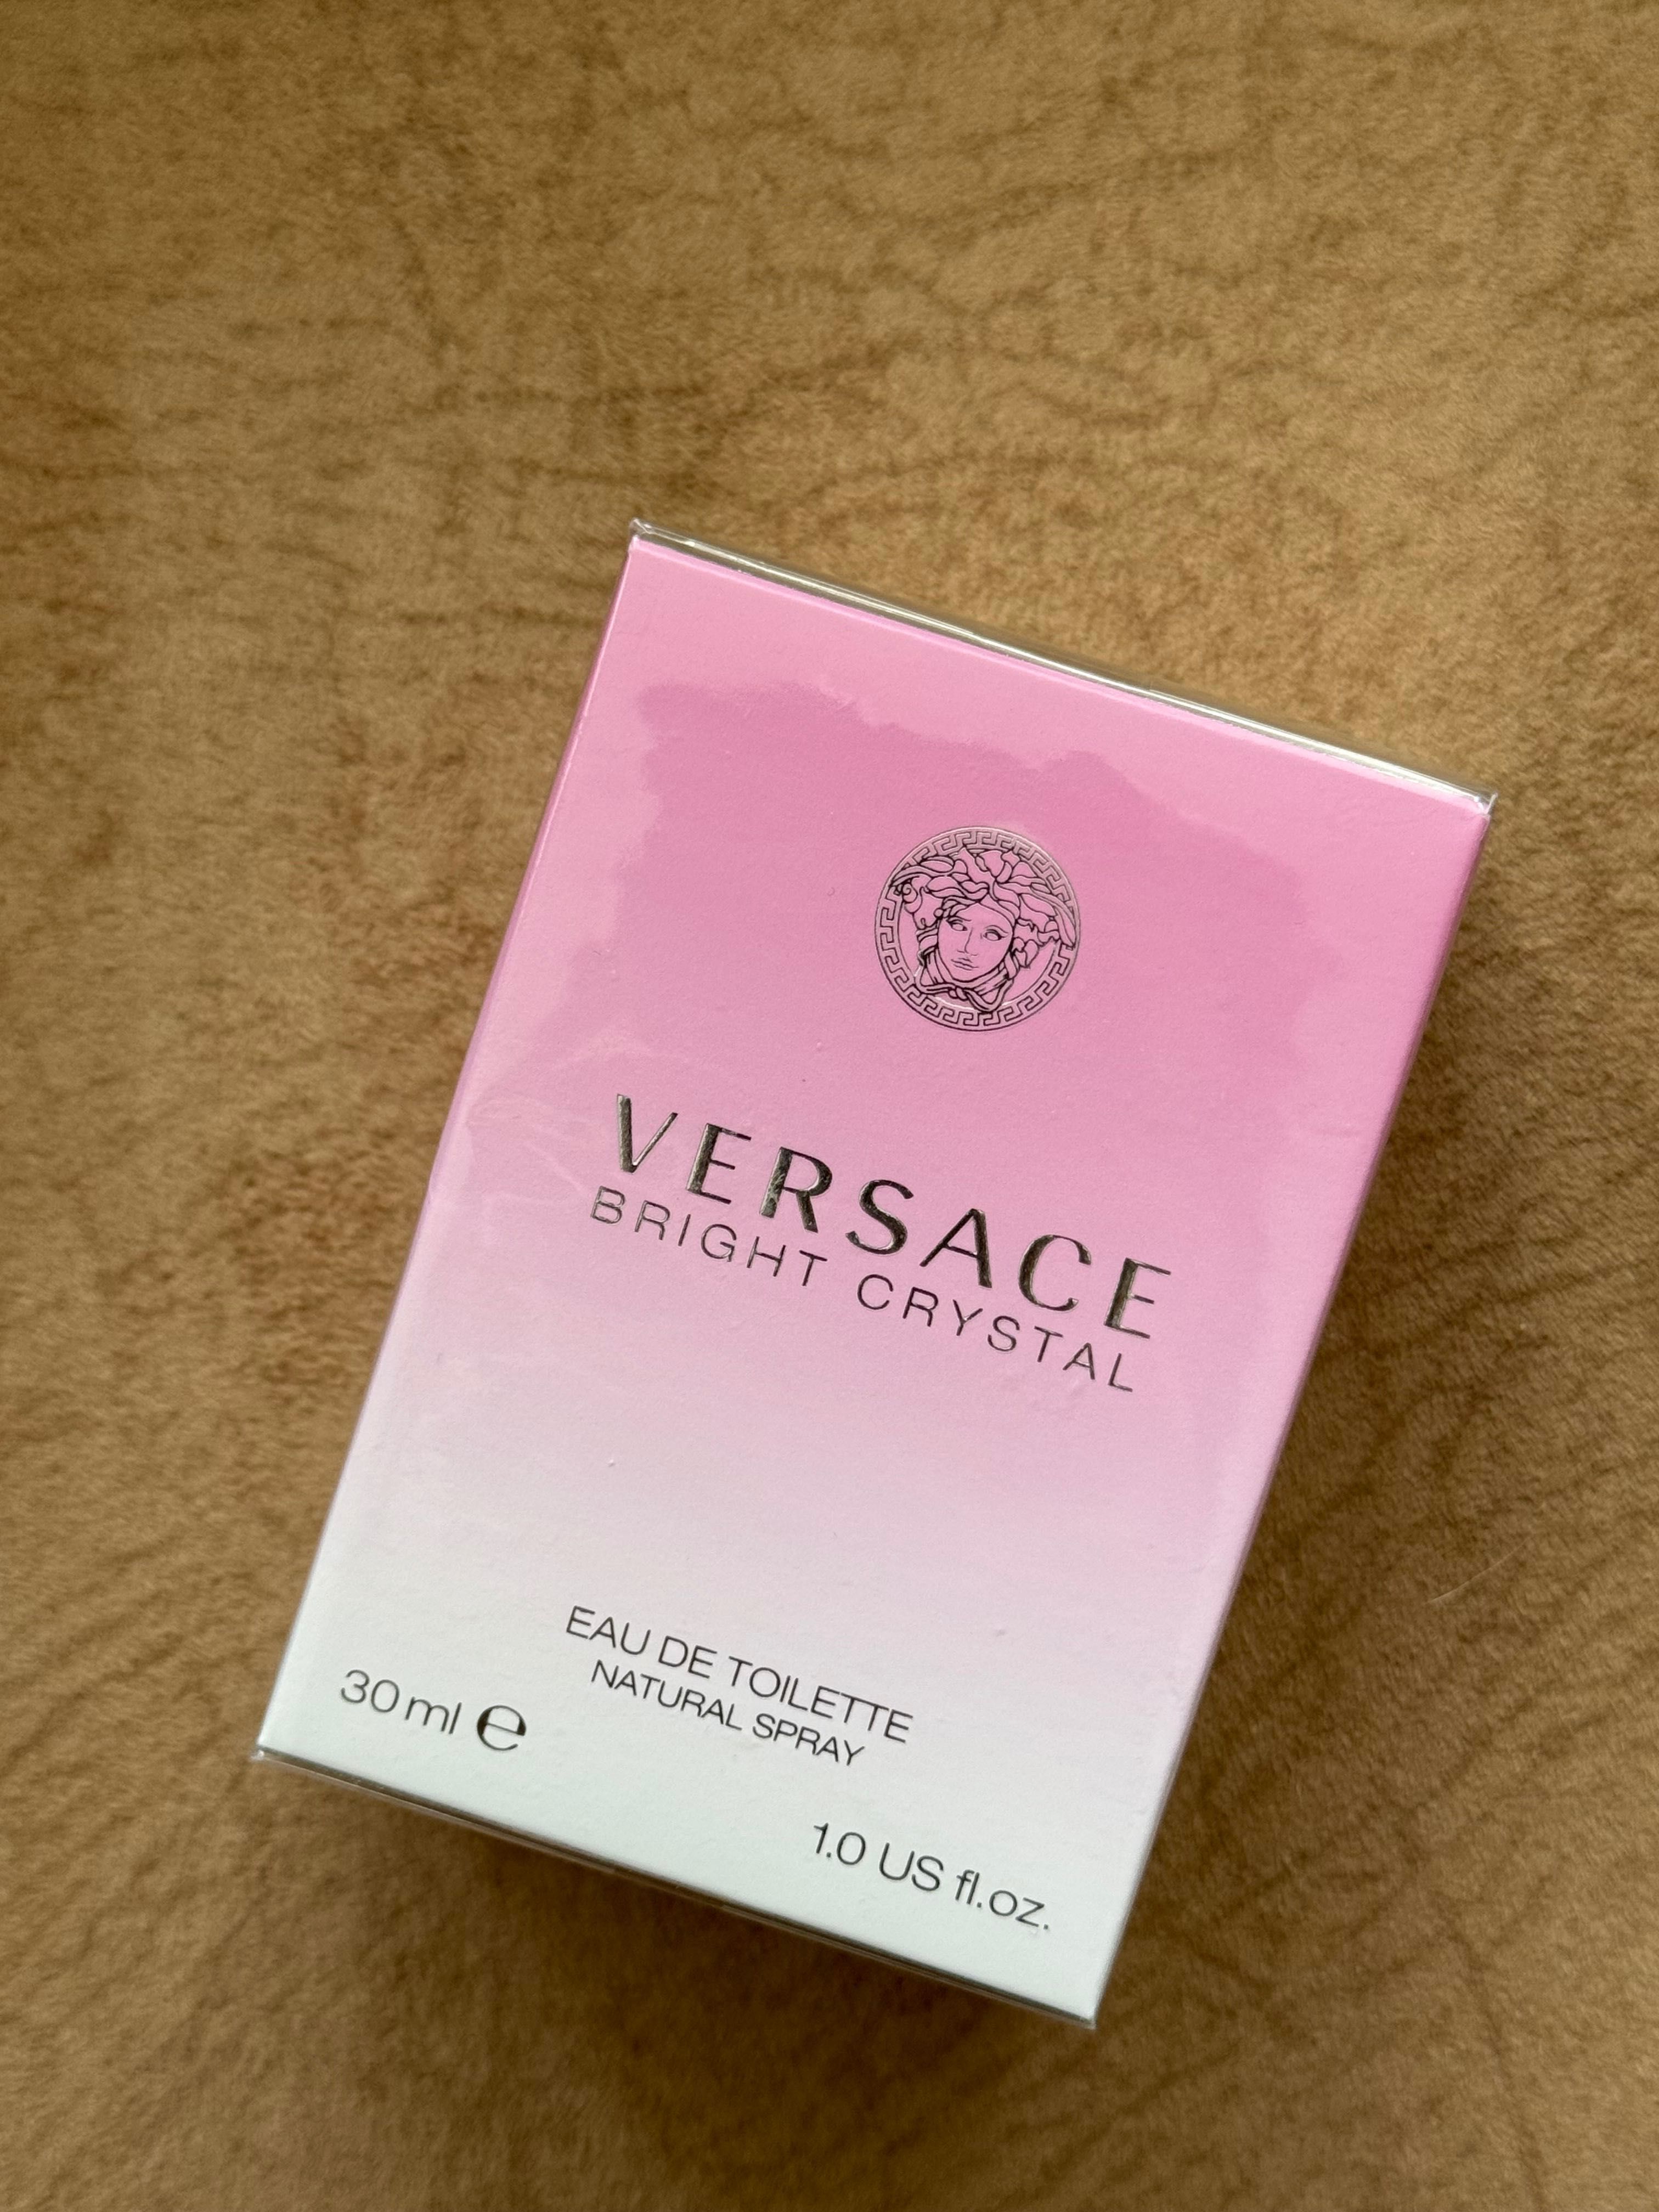 VERSACE
BRIGHT CRYSTAL
EAU DE TOILETTE
NATURAL SPRAY
30 ml ℮
1.0 US fl.oz.